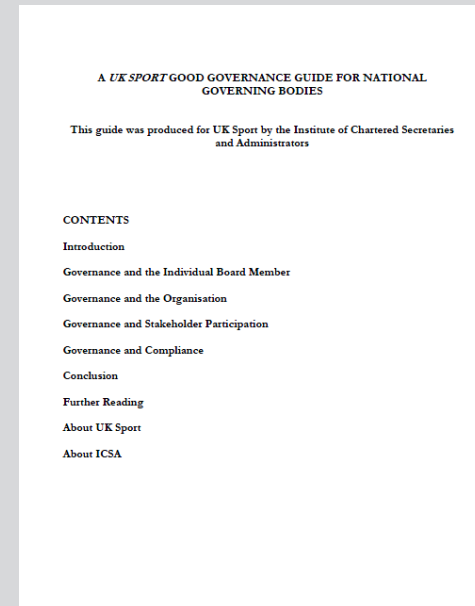 A UK SPORT GOOD GOVERNANCE GUIDE FOR NATIONAL
GOVERNING BODIES
This guide was produced for UK Sport by the Institute of Chartered Secretaries
and Administrators
CONTENTS
Introduction
Governance and the Individual Board Member
Governance and the Organisation
Governance and Stakeholder Participation
Governance and Compliance
Conclusion
Further Reading
About UK Sport
About ICSA